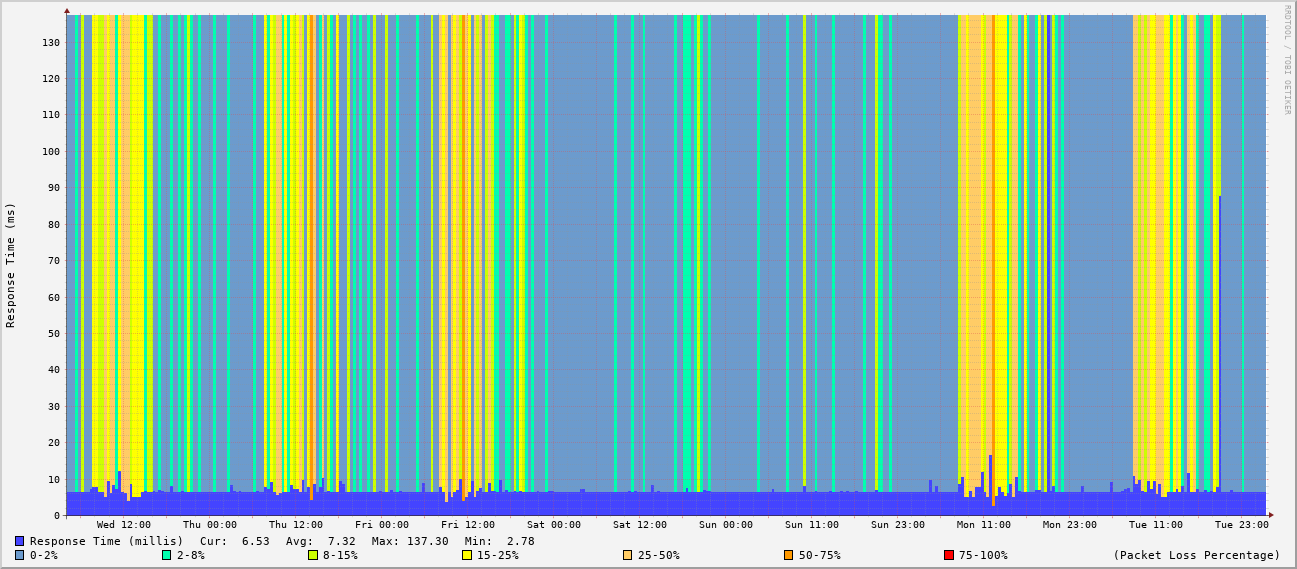 RRDTOOL / TOBI OETIKER
Response Time (ms)
130
120
110
100
90
80
70
60
50
40
30
20
10
0
Wed 12:00 Thu 00:00 Thu 12:00 Fri 00:00 Fri 12:00 Sat 00:00 Sat 12:00 Sun 00:00 Sun 11:00 Sun 23:00 Mon 11:00 Mon 23:00 Tue 11:00 Tue 23:00
Response Time (millis) Cur: 6.53 Avg: 7.32 Max: 137.30 Min: 2.78
0-2% 2-8% 8-15% 15-25% 25-50% 50-75% 75-100% (Packet Loss Percentage)